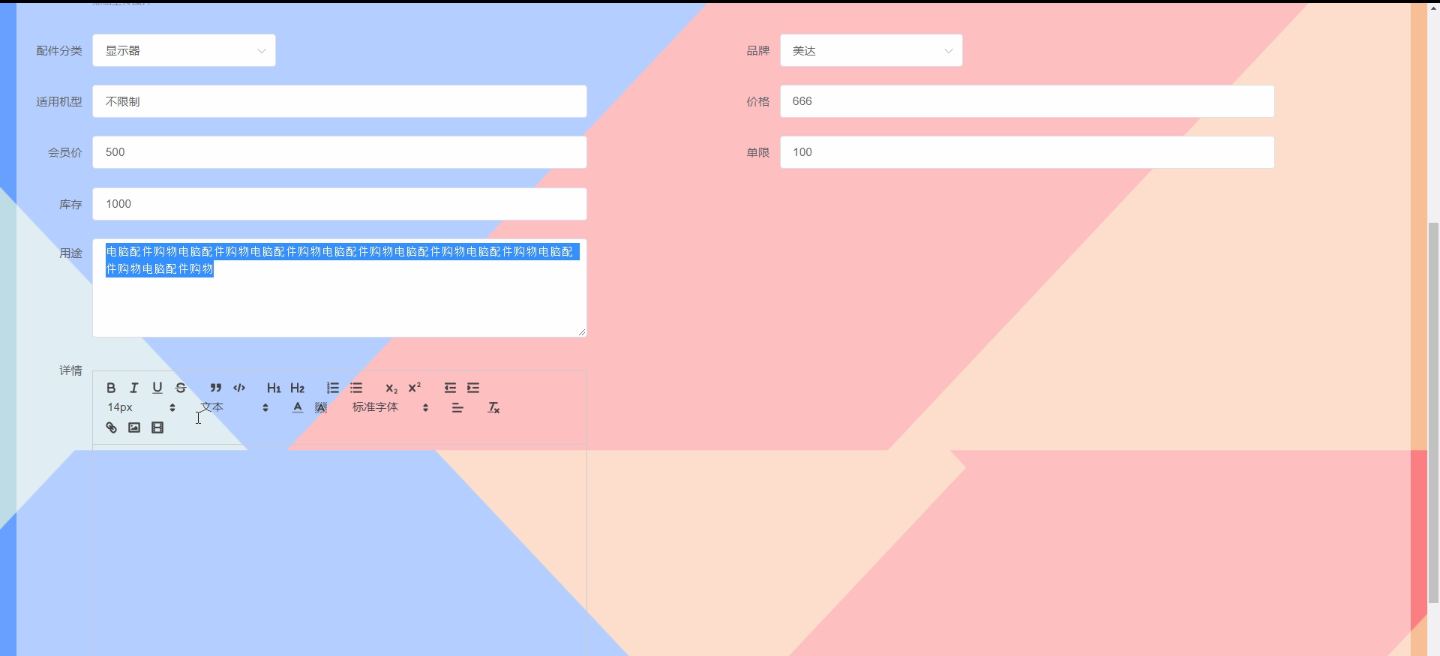 配件分类 显示器 品牌 美达
适用机型 不限制 价格 666
会员价 500 单限 100
库存 1000
用途 电脑配件购物电脑配件购物电脑配件购物电脑配件购物电脑配件购物电脑配件购物电脑配
件购物电脑配件购物
详情
B I U S ” </> H1 H2 X2 X2
14px 文本 A A 标准字体 Tx